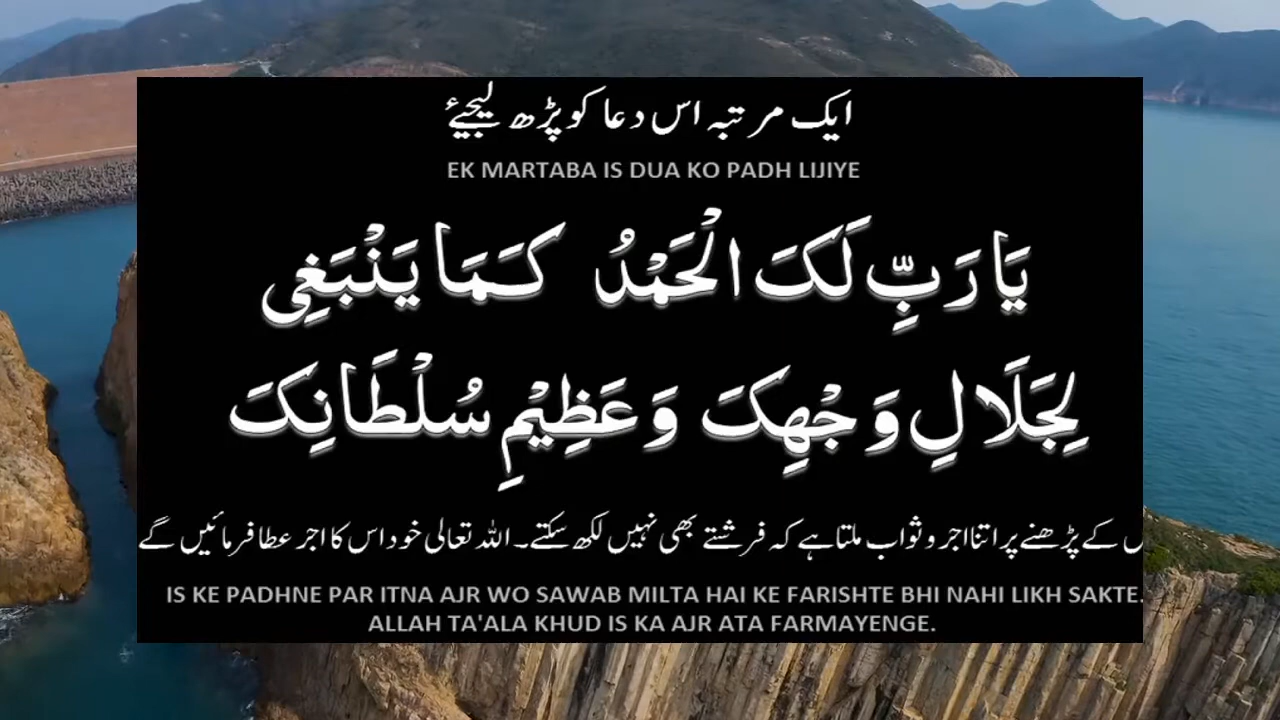 ایک مرتبہ اس دعا کو پڑھ لیجیئے
EK MARTABA IS DUA KO PADH LIJIYE
يَا رَبِّ لَكَ الْحَمْدُ كَمَا يَنْبَغِي
لِجَلَالِ وَجْهِكَ وَعَظِيْمِ سُلْطَانِكَ
کے پڑھنے پر اتنا اجر و ثواب ملتا ہے کہ فرشتے بھی نہیں لکھ سکتے۔ اللہ تعالی خود اس کا اجر عطا فرمائیں گے
IS KE PADHNE PAR ITNA AJR WO SAWAB MILTA HAI KE FARISHTE BHI NAHI LIKH SAKTE.
ALLAH TA'ALA KHUD IS KA AJR ATA FARMAYENGE.